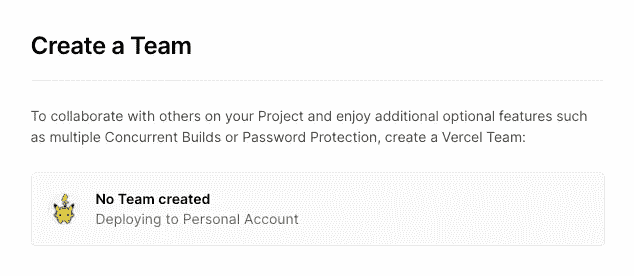 Create a Team
To collaborate with others on your Project and enjoy additional optional features such
as multiple Concurrent Builds or Password Protection, create a Vercel Team:
No Team created
Deploying to Personal Account